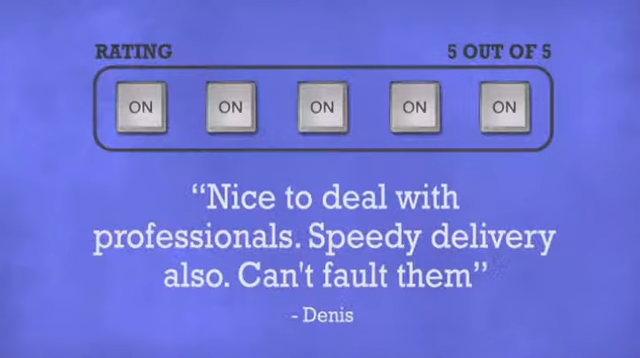 RATING 5 OUT OF 5
ON ON ON ON ON
“Nice to deal with
professionals. Speedy delivery
also. Can't fault them”
- Denis